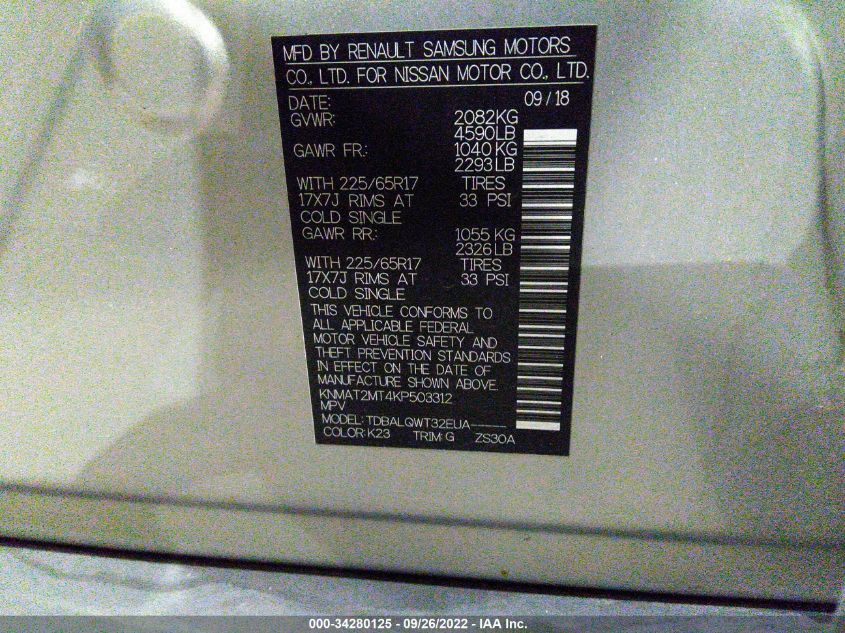 MFD BY RENAULT SAMSUNG MOTORS
CO., LTD. FOR NISSAN MOTOR CO., LTD.
DATE: 09 / 18
GVWR: 2082KG
4590LB
GAWR FR.: 1040 KG
2293LB
WITH 225/65R17 TIRES
17X7J RIMS AT 33 PSI
COLD SINGLE
GAWR RR.: 1055 KG
2326LB
WITH 225/65R17 TIRES
17X7J RIMS AT 33 PSI
COLD SINGLE
THIS VEHICLE CONFORMS TO
ALL APPLICABLE FEDERAL
MOTOR VEHICLE SAFETY AND
THEFT PREVENTION STANDARDS
IN EFFECT ON THE DATE OF
MANUFACTURE SHOWN ABOVE.
KNMAT2MT4KP503312
MPV
MODEL: TDBALQWT32EUA-----
COLOR: K23 TRIM: G ZS30A
000-34280125 - 09/26/2022 - IAA Inc.